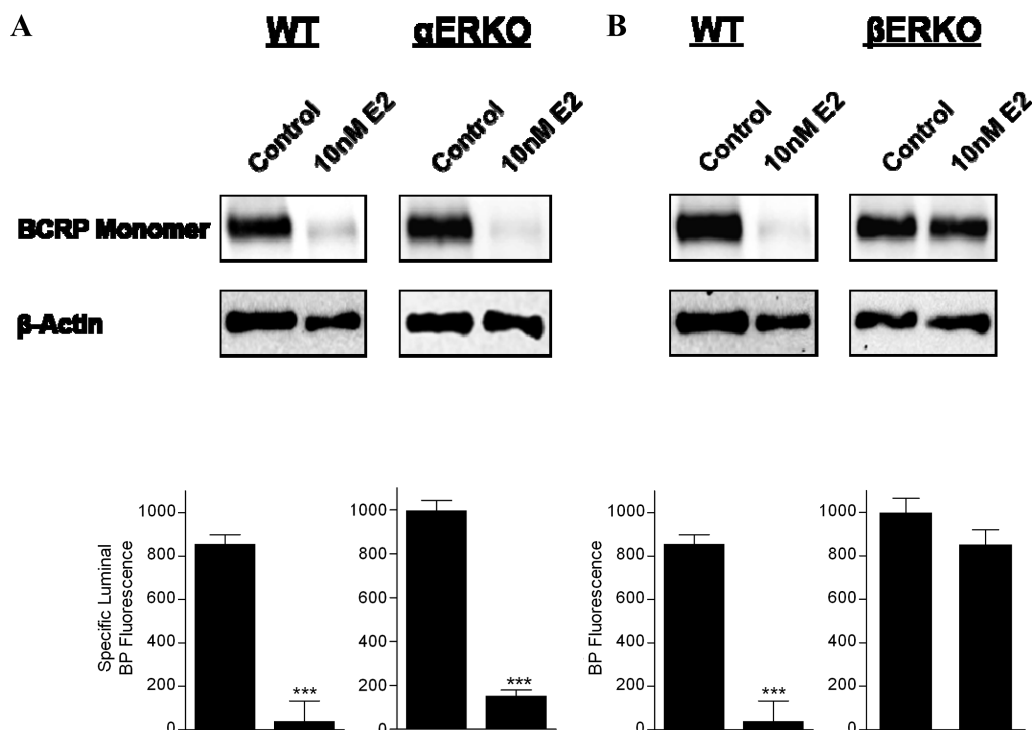 A
WT
αERKO
B
WT
βERKO
Control
10nM E2
Control
10nM E2
Control
10nM E2
Control
10nM E2
BCRP Monomer
β-Actin
Specific Luminal
BP Fluorescence
1000
800
600
400
200
0
***
1000
800
600
400
200
0
***
BP Fluorescence
1000
800
600
400
200
0
***
1000
800
600
400
200
0